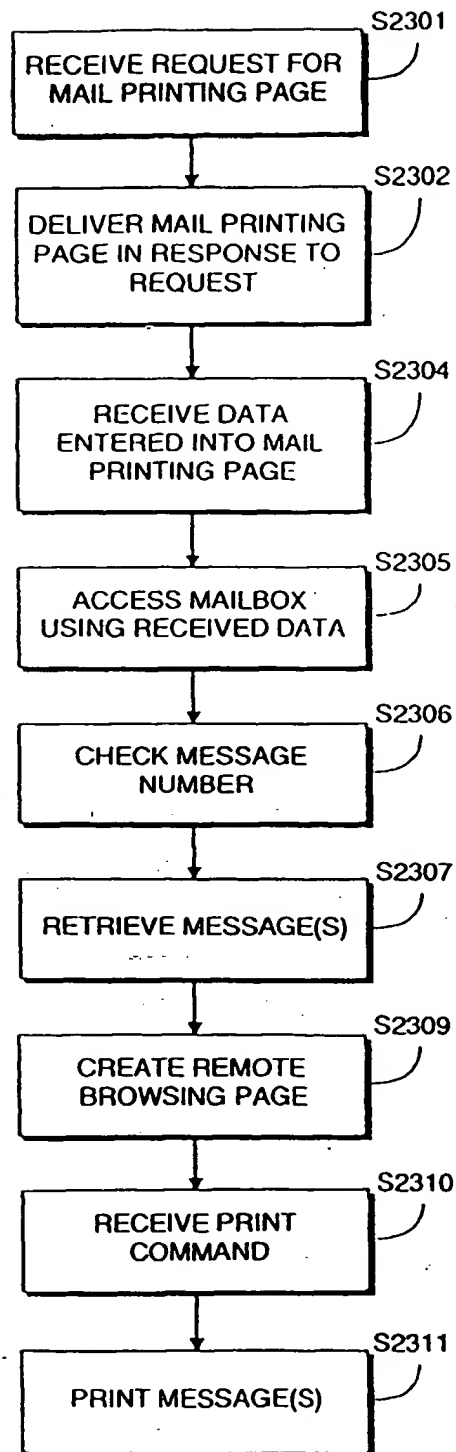 S2301
RECEIVE REQUEST FOR
MAIL PRINTING PAGE
S2302
DELIVER MAIL PRINTING
PAGE IN RESPONSE TO
REQUEST
S2304
RECEIVE DATA
ENTERED INTO MAIL
PRINTING PAGE
S2305
ACCESS MAILBOX
USING RECEIVED DATA
S2306
CHECK MESSAGE
NUMBER
S2307
RETRIEVE MESSAGE(S)
S2309
CREATE REMOTE
BROWSING PAGE
S2310
RECEIVE PRINT
COMMAND
S2311
PRINT MESSAGE(S)